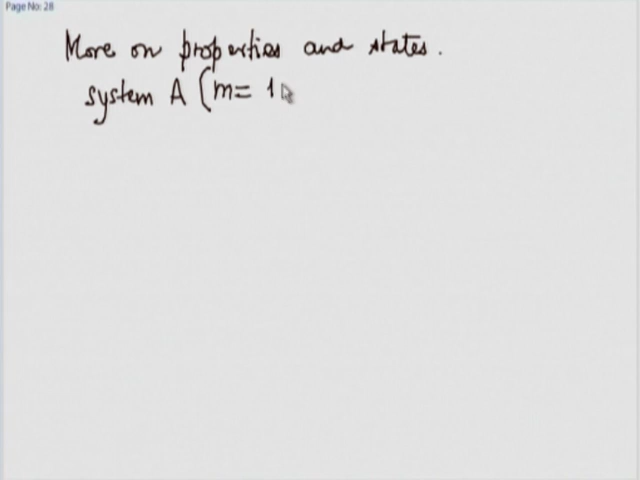 Page No: 28
More on properties and states.
system A (m= 1